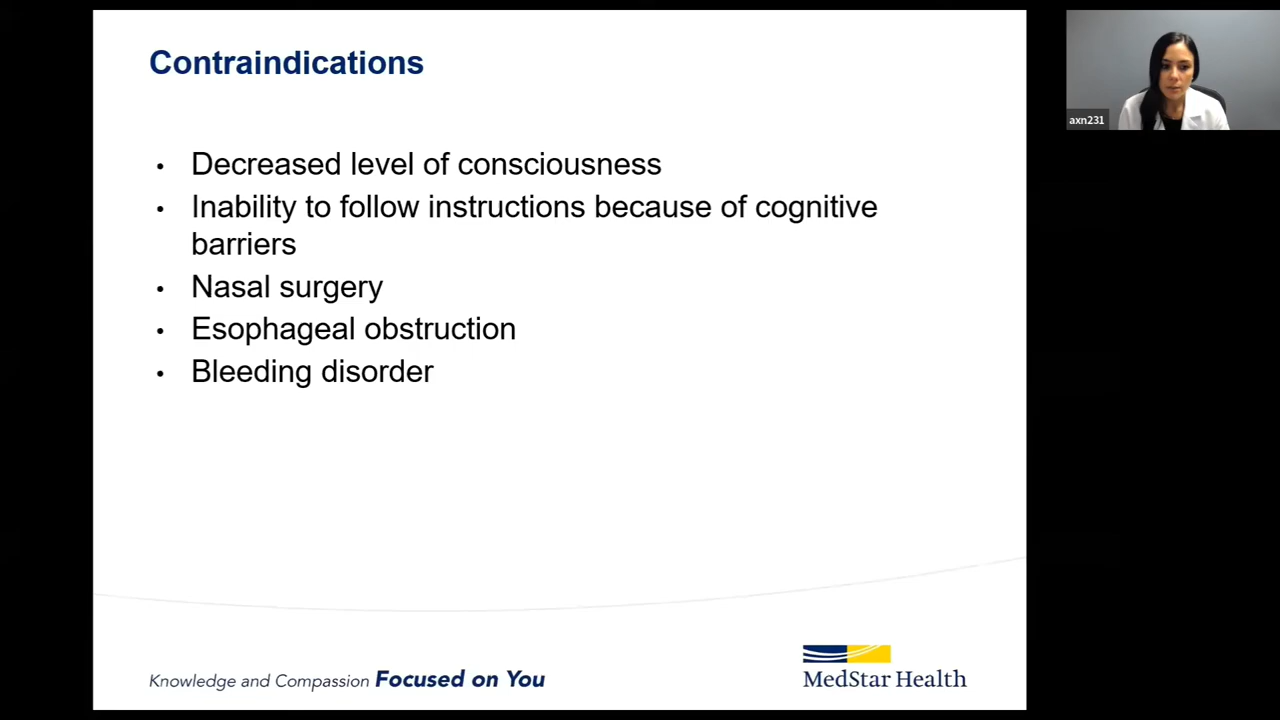 Contraindications
• Decreased level of consciousness
• Inability to follow instructions because of cognitive
barriers
• Nasal surgery
• Esophageal obstruction
• Bleeding disorder
Knowledge and Compassion Focused on You
MedStar Health
axn231